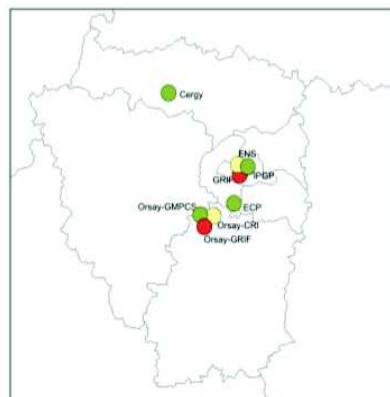 Cergy
ENS
GRIF
IPGP
Orsay-GMPCS
ECP
Orsay-CRI
Orsay-GRIF